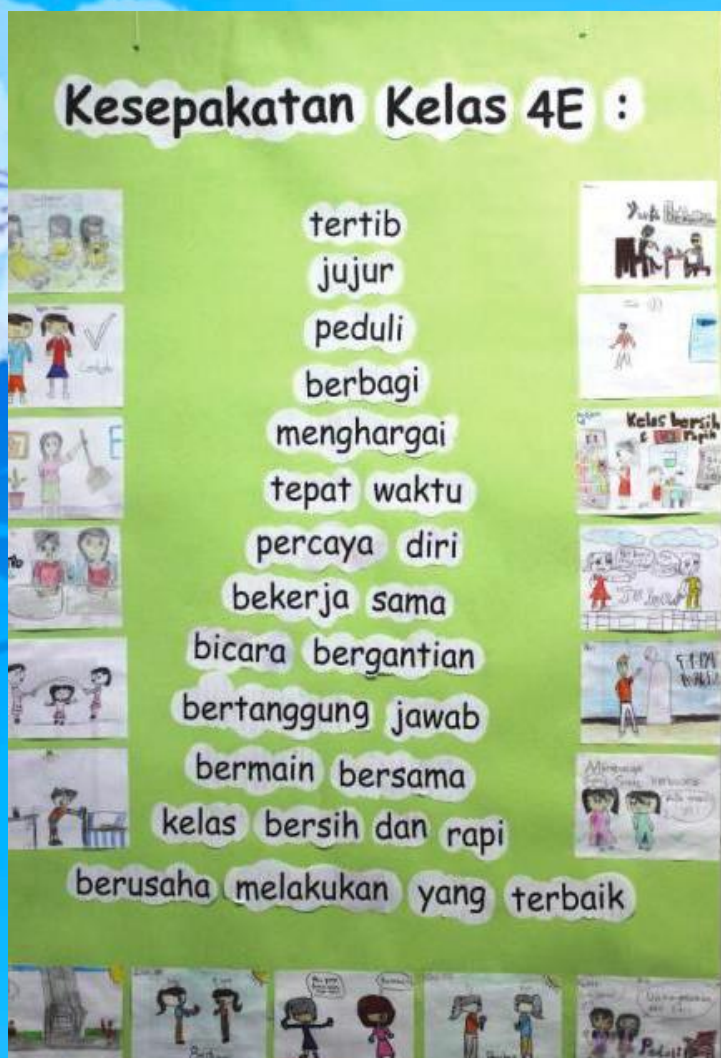 Kesepakatan Kelas 4E :
tertib
jujur
peduli
berbagi
menghargai
tepat waktu
percaya diri
bekerja sama
bicara bergantian
bertanggung jawab
bermain bersama
kelas bersih dan rapi
berusaha melakukan yang terbaik
Kelas bersih
Peduli